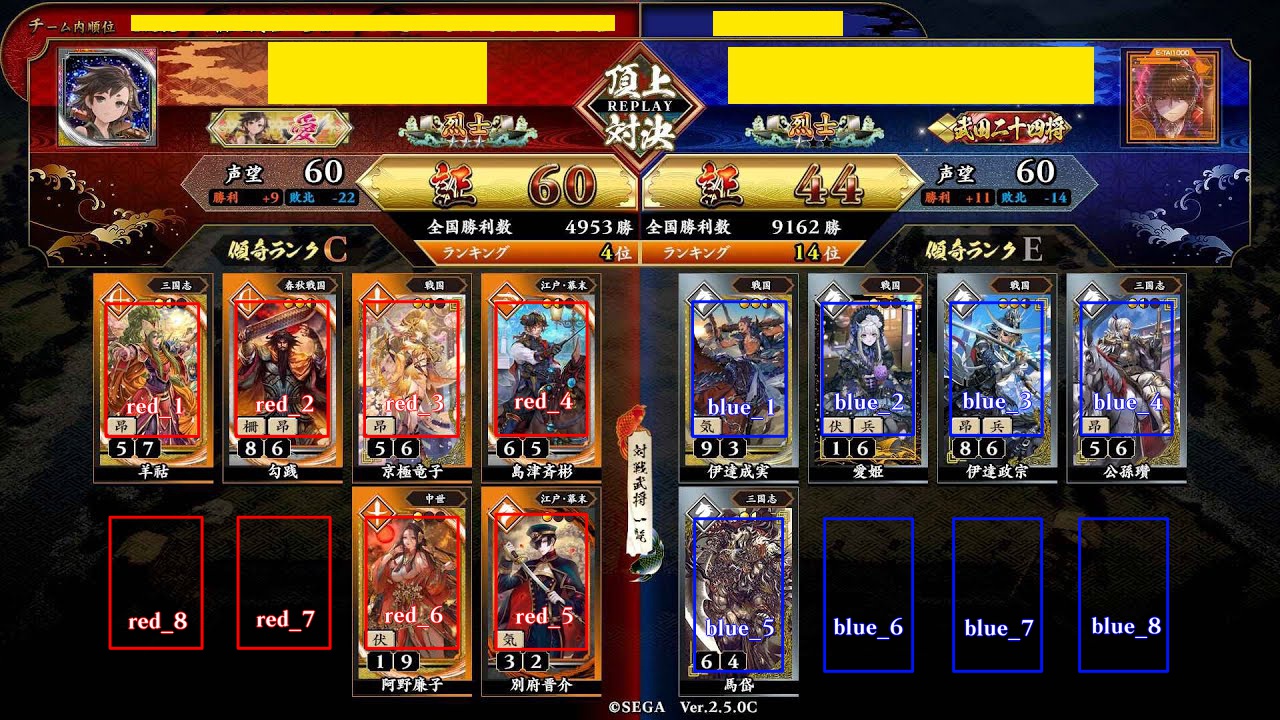 チーム内順位
頂上
REPLAY
対決
E-TAI1000
愛
烈士
烈士
武田二十四将
声望 60
勝利 +9 敗北 -22
証 60
証 44
声望 60
勝利 +11 敗北 -14
全国勝利数 4953勝
全国勝利数 9162勝
傾奇ランクC
ランキング 4位
ランキング 14位
傾奇ランクE
三国志
春秋戦国
戦国
江戸・幕末
戦国
戦国
戦国
三国志
red_1
red_2
red_3
red_4
blue_1
blue_2
blue_3
blue_4
昂
柵 昂
昂
気
伏 兵
昂 兵
昂
5 7
8 6
5 6
6 5
9 3
1 6
8 6
5 6
羊祜
勾践
京極竜子
島津斉彬
伊達成実
愛姫
伊達政宗
公孫瓚
対戦武将一覧
中世
江戸・幕末
三国志
red_8
red_7
red_6
red_5
blue_5
blue_6
blue_7
blue_8
伏
気
1 9
3 2
6 4
阿野廉子
別府晋介
馬岱
©SEGA Ver.2.5.0C